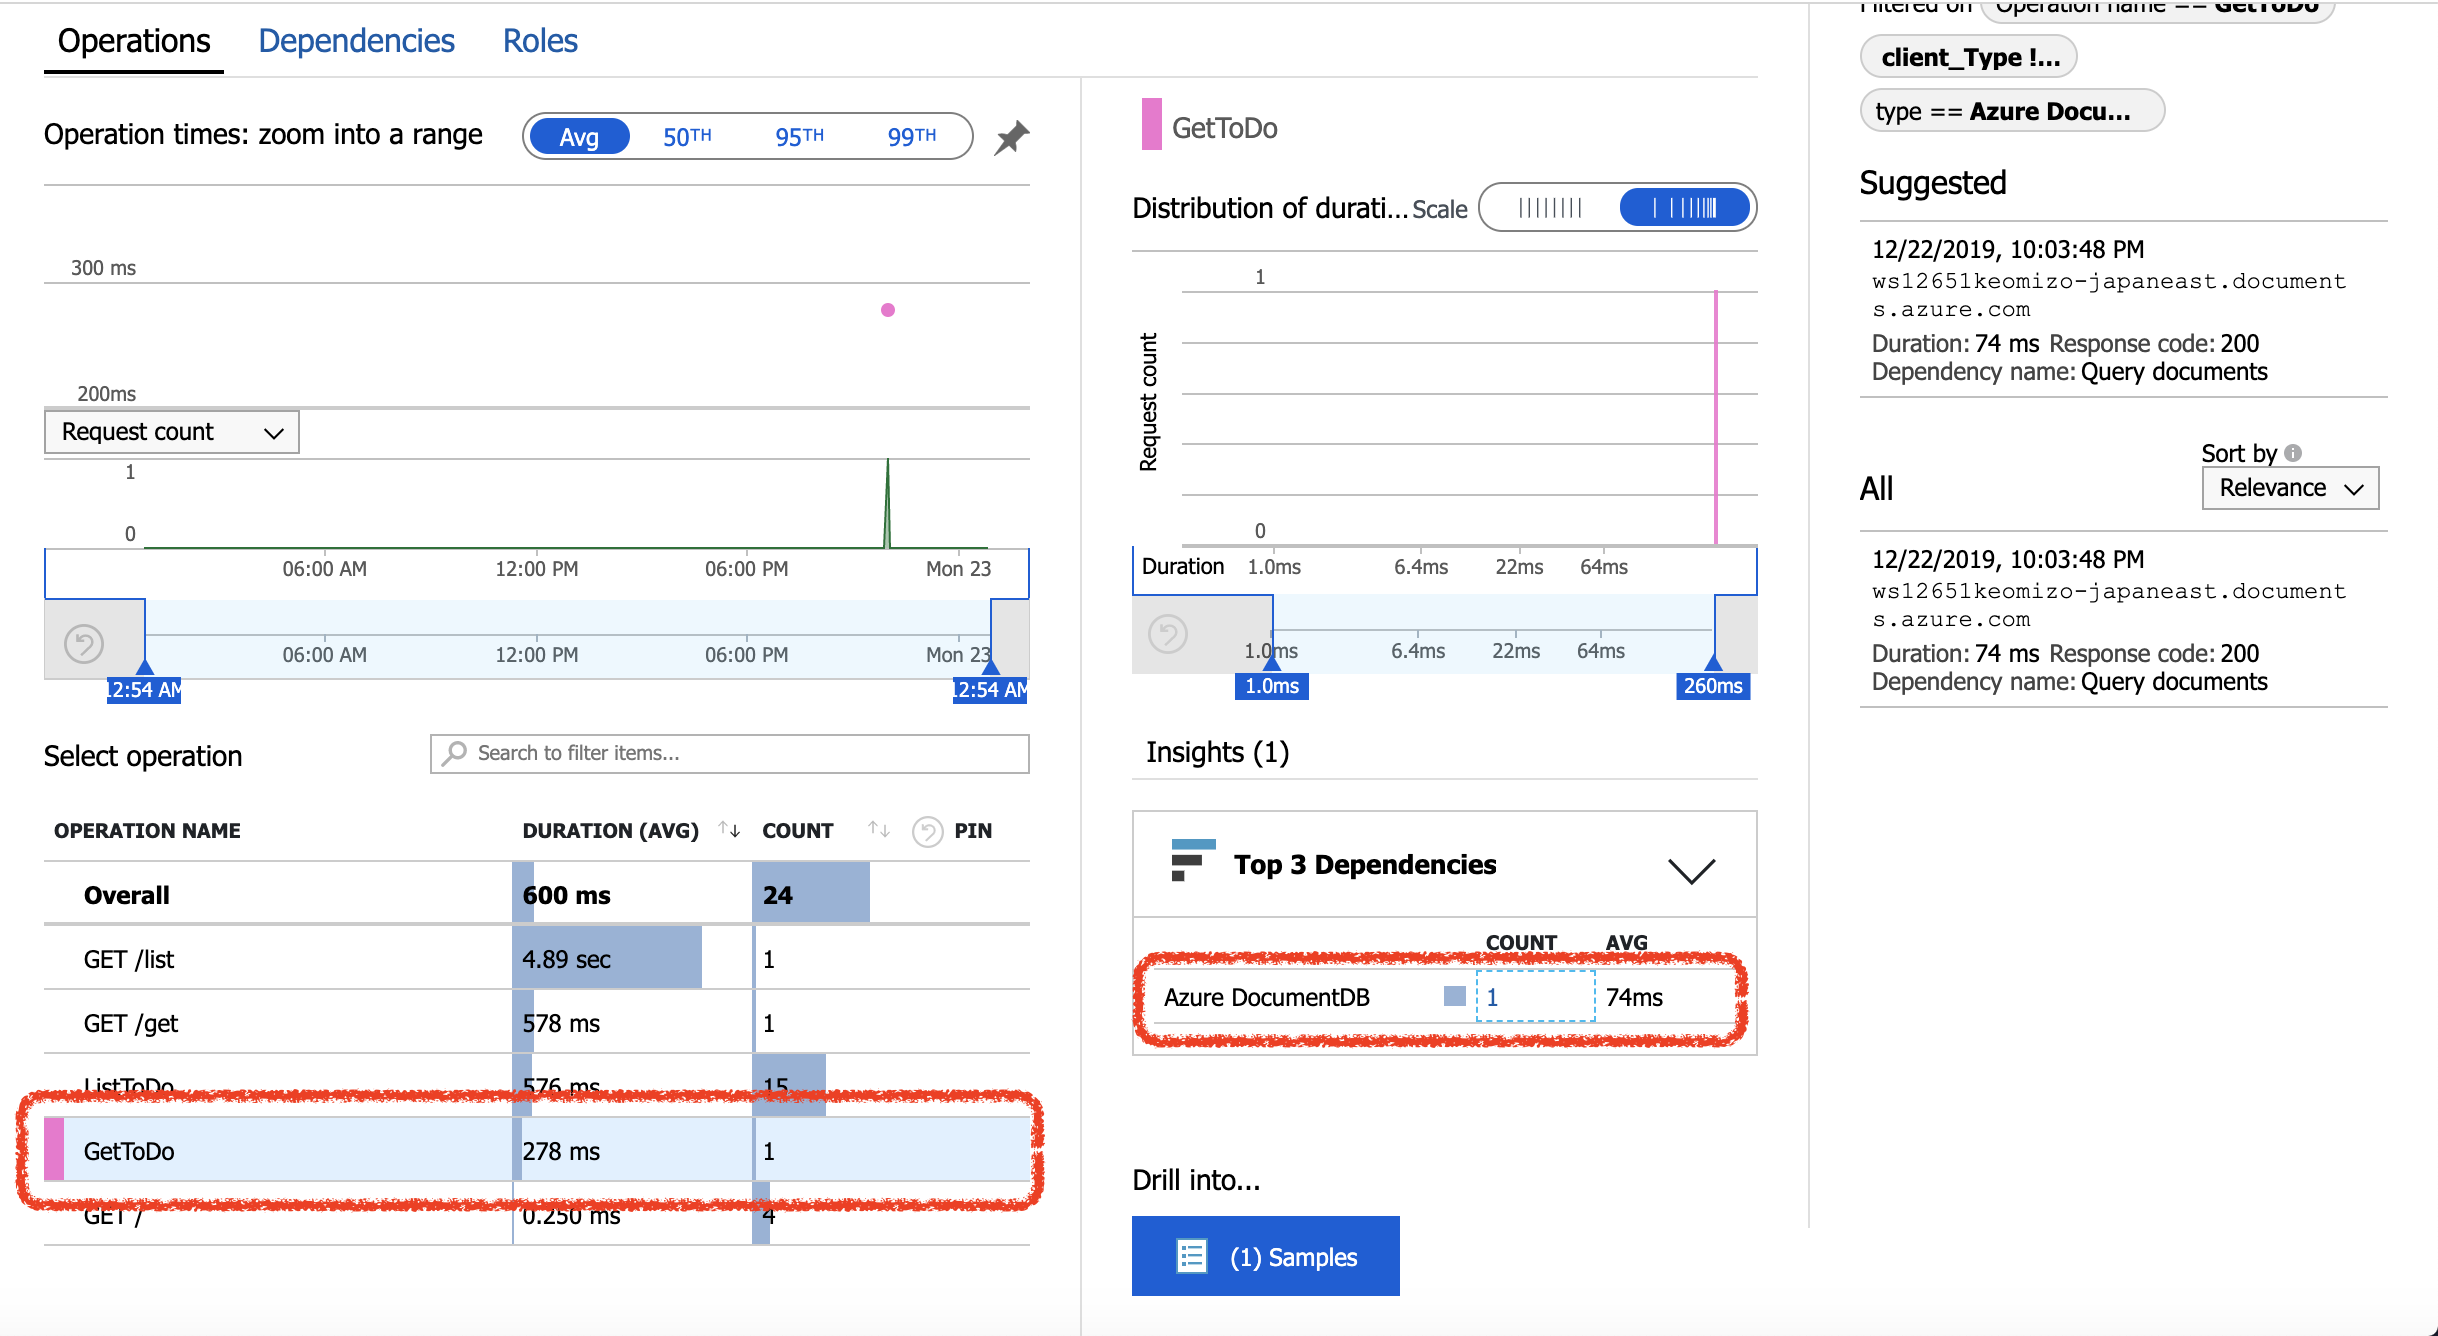 Operations Dependencies Roles
Operation times: zoom into a range Avg 50TH 95TH 99TH
300 ms
200ms
Request count
1
0
06:00 AM 12:00 PM 06:00 PM Mon 23
06:00 AM 12:00 PM 06:00 PM Mon 23
12:54 AM 12:54 AM
Select operation Search to filter items...
OPERATION NAME DURATION (AVG) COUNT PIN
Overall 600 ms 24
GET /list 4.89 sec 1
GET /get 578 ms 1
ListToDo 576 ms 15
GetToDo 278 ms 1
GET / 0.250 ms 4
GetToDo
Distribution of durati... Scale
1
Request count
0
Duration 1.0ms 6.4ms 22ms 64ms
1.0ms 6.4ms 22ms 64ms
1.0ms 260ms
Insights (1)
Top 3 Dependencies
COUNT AVG
Azure DocumentDB 1 74ms
Drill into...
(1) Samples
Filtered on Operation name == GetToDo
client_Type !...
type == Azure Docu...
Suggested
12/22/2019, 10:03:48 PM
ws12651keomizo-japaneast.document
s.azure.com
Duration: 74 ms Response code: 200
Dependency name: Query documents
Sort by
All Relevance
12/22/2019, 10:03:48 PM
ws12651keomizo-japaneast.document
s.azure.com
Duration: 74 ms Response code: 200
Dependency name: Query documents